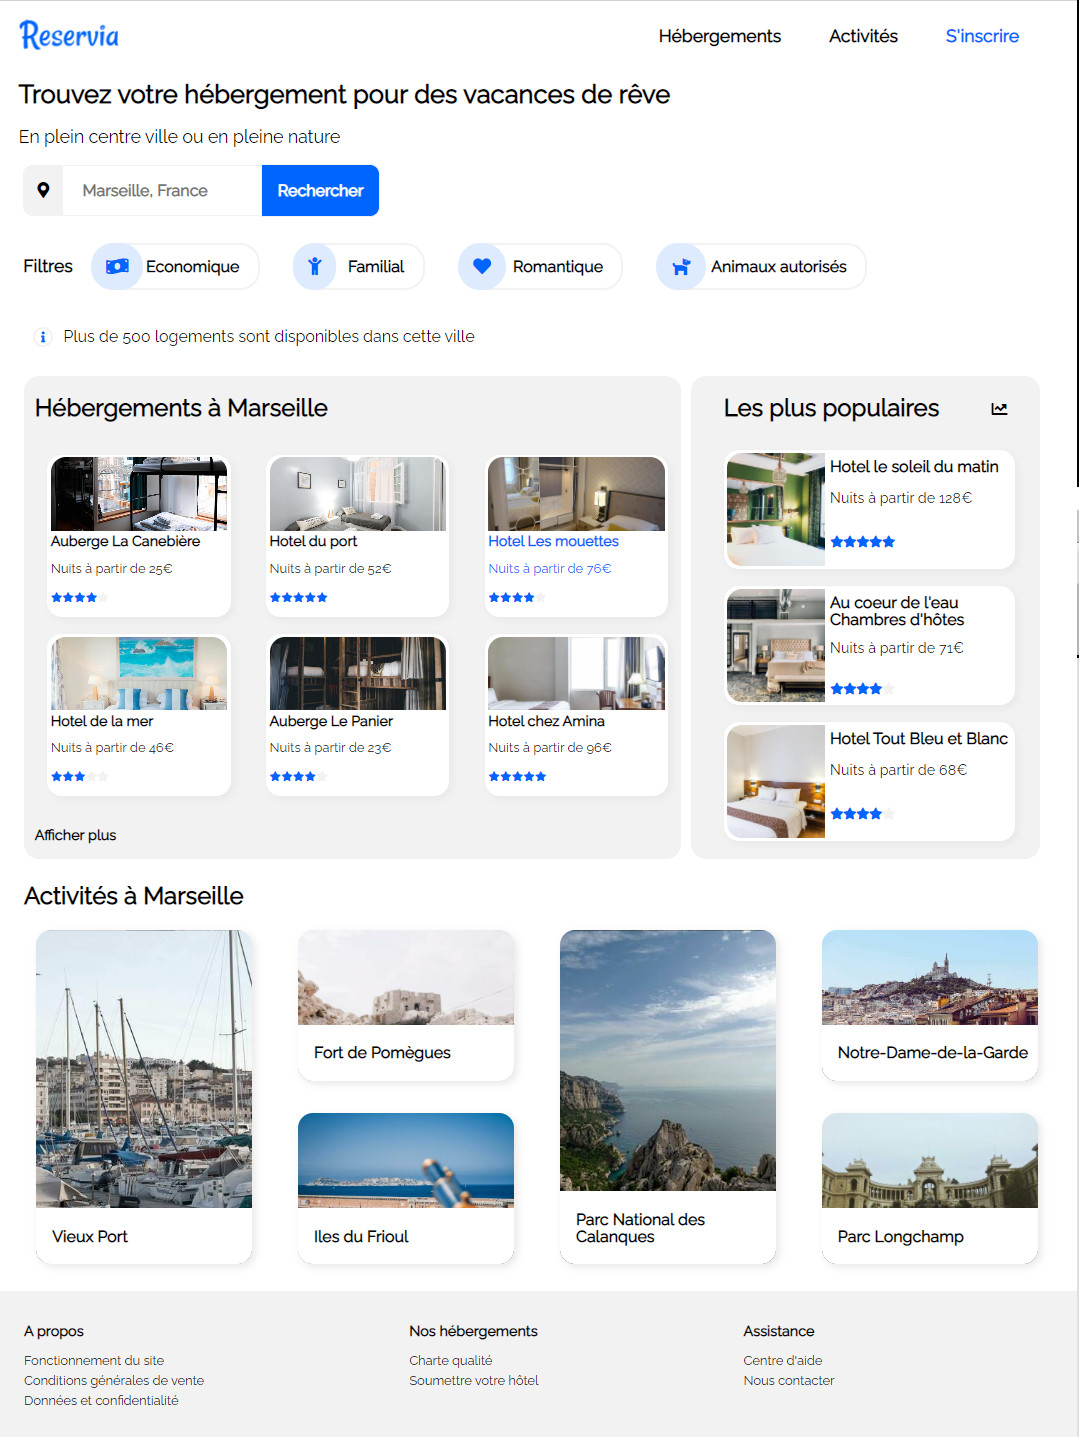 Reservia
Hébergements
Activités
S'inscrire
Trouvez votre hébergement pour des vacances de rêve
En plein centre ville ou en pleine nature
Marseille, France
Rechercher
Filtres
Economique
Familial
Romantique
Animaux autorisés
Plus de 500 logements sont disponibles dans cette ville
Hébergements à Marseille
Auberge La Canebière
Nuits à partir de 25€
Hotel du port
Nuits à partir de 52€
Hotel Les mouettes
Nuits à partir de 76€
Hotel de la mer
Nuits à partir de 46€
Auberge Le Panier
Nuits à partir de 23€
Hotel chez Amina
Nuits à partir de 96€
Afficher plus
Les plus populaires
Hotel le soleil du matin
Nuits à partir de 128€
Au coeur de l'eau
Chambres d'hôtes
Nuits à partir de 71€
Hotel Tout Bleu et Blanc
Nuits à partir de 68€
Activités à Marseille
Vieux Port
Fort de Pomègues
Iles du Frioul
Parc National des
Calanques
Notre-Dame-de-la-Garde
Parc Longchamp
A propos
Fonctionnement du site
Conditions générales de vente
Données et confidentialité
Nos hébergements
Charte qualité
Soumettre votre hôtel
Assistance
Centre d'aide
Nous contacter